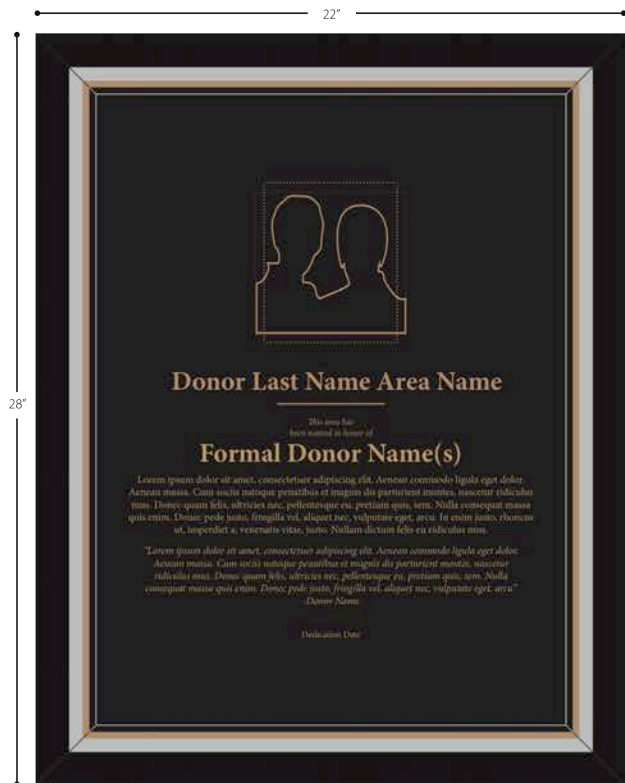 22"
28"
Donor Last Name Area Name
This area has
been named in honor of
Formal Donor Name(s)
Lorem ipsum dolor sit amet, consectetuer adipiscing elit. Aenean commodo ligula eget dolor.
Aenean massa. Cum sociis natoque penatibus et magnis dis parturient montes, nascetur ridiculus
mus. Donec quam felis, ultricies nec, pellentesque eu, pretium quis, sem. Nulla consequat massa
quis enim. Donec pede justo, fringilla vel, aliquet nec, vulputate eget, arcu. In enim justo, rhoncus
ut, imperdiet a, venenatis vitae, justo. Nullam dictum felis eu ridiculus mus.
"Lorem ipsum dolor sit amet, consectetuer adipiscing elit. Aenean commodo ligula eget dolor.
Aenean massa. Cum sociis natoque penatibus et magnis dis parturient montes, nascetur
ridiculus mus. Donec quam felis, ultricies nec, pellentesque eu, pretium quis, sem. Nulla
consequat massa quis enim. Donec pede justo, fringilla vel, aliquet nec, vulputate eget, arcu"
-Donor Name
Dedication Date